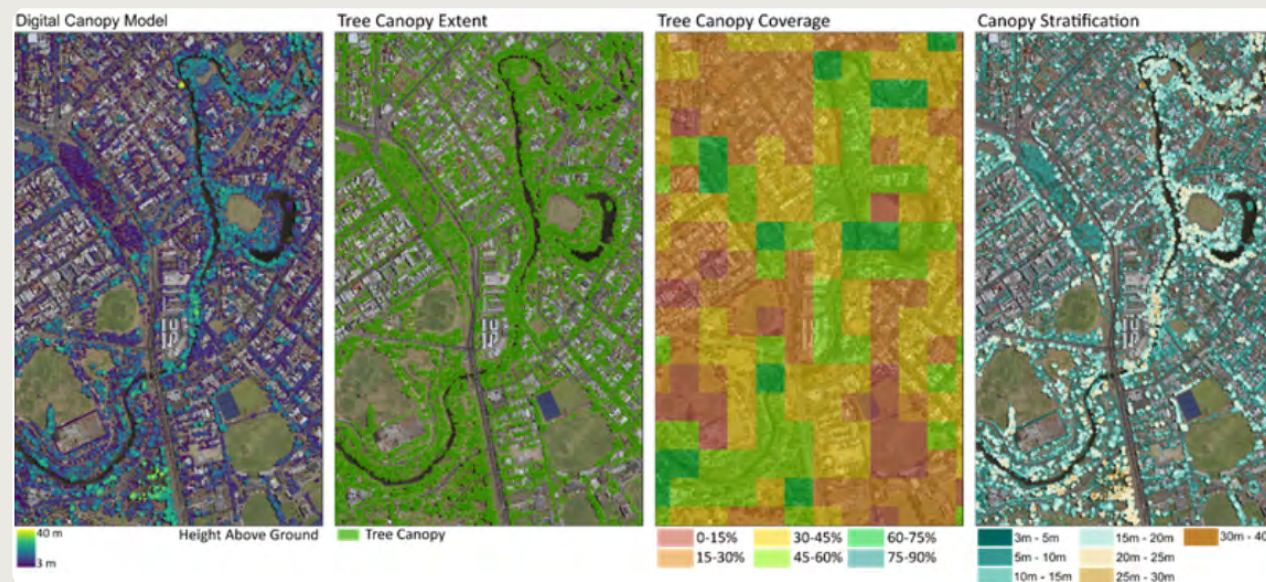 Digital Canopy Model
Tree Canopy Extent
Tree Canopy Coverage
Canopy Stratification
40 m
3 m
Height Above Ground
Tree Canopy
0-15%
30-45%
60-75%
15-30%
45-60%
75-90%
3m - 5m
15m - 20m
30m - 40
5m - 10m
20m - 25m
10m - 15m
25m - 30m